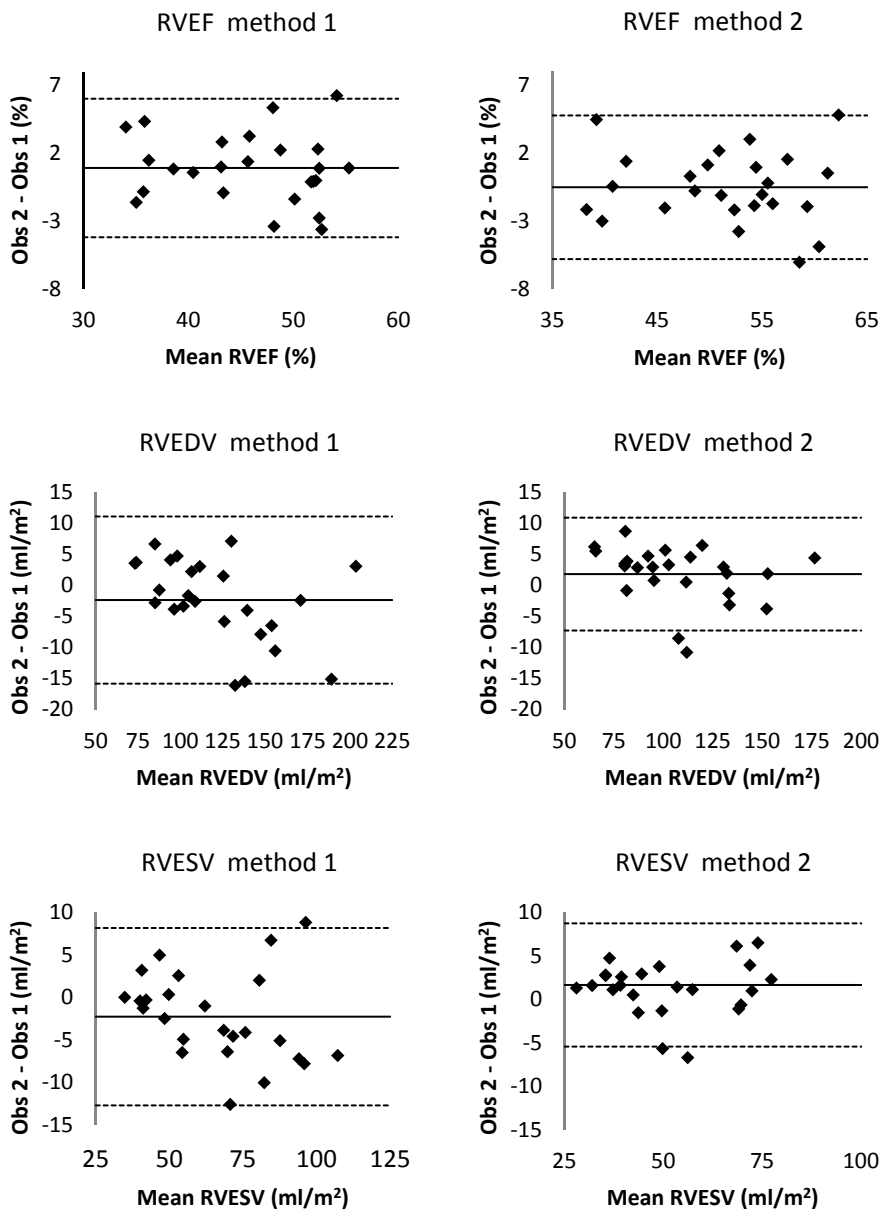 RVEF method 1
Obs 2 - Obs 1 (%)
7
2
-3
-8
30 40 50 60
Mean RVEF (%)
RVEF method 2
Obs 2 - Obs 1 (%)
7
2
-3
-8
35 45 55 65
Mean RVEF (%)
RVEDV method 1
Obs 2 - Obs 1 (ml/m²)
15
10
5
0
-5
-10
-15
-20
50 75 100 125 150 175 200 225
Mean RVEDV (ml/m²)
RVEDV method 2
Obs 2 - Obs 1 (ml/m²)
15
10
5
0
-5
-10
-15
-20
50 75 100 125 150 175 200
Mean RVEDV (ml/m²)
RVESV method 1
Obs 2 - Obs 1 (ml/m²)
10
5
0
-5
-10
-15
25 50 75 100 125
Mean RVESV (ml/m²)
RVESV method 2
Obs 2 - Obs 1 (ml/m²)
10
5
0
-5
-10
-15
25 50 75 100
Mean RVESV (ml/m²)